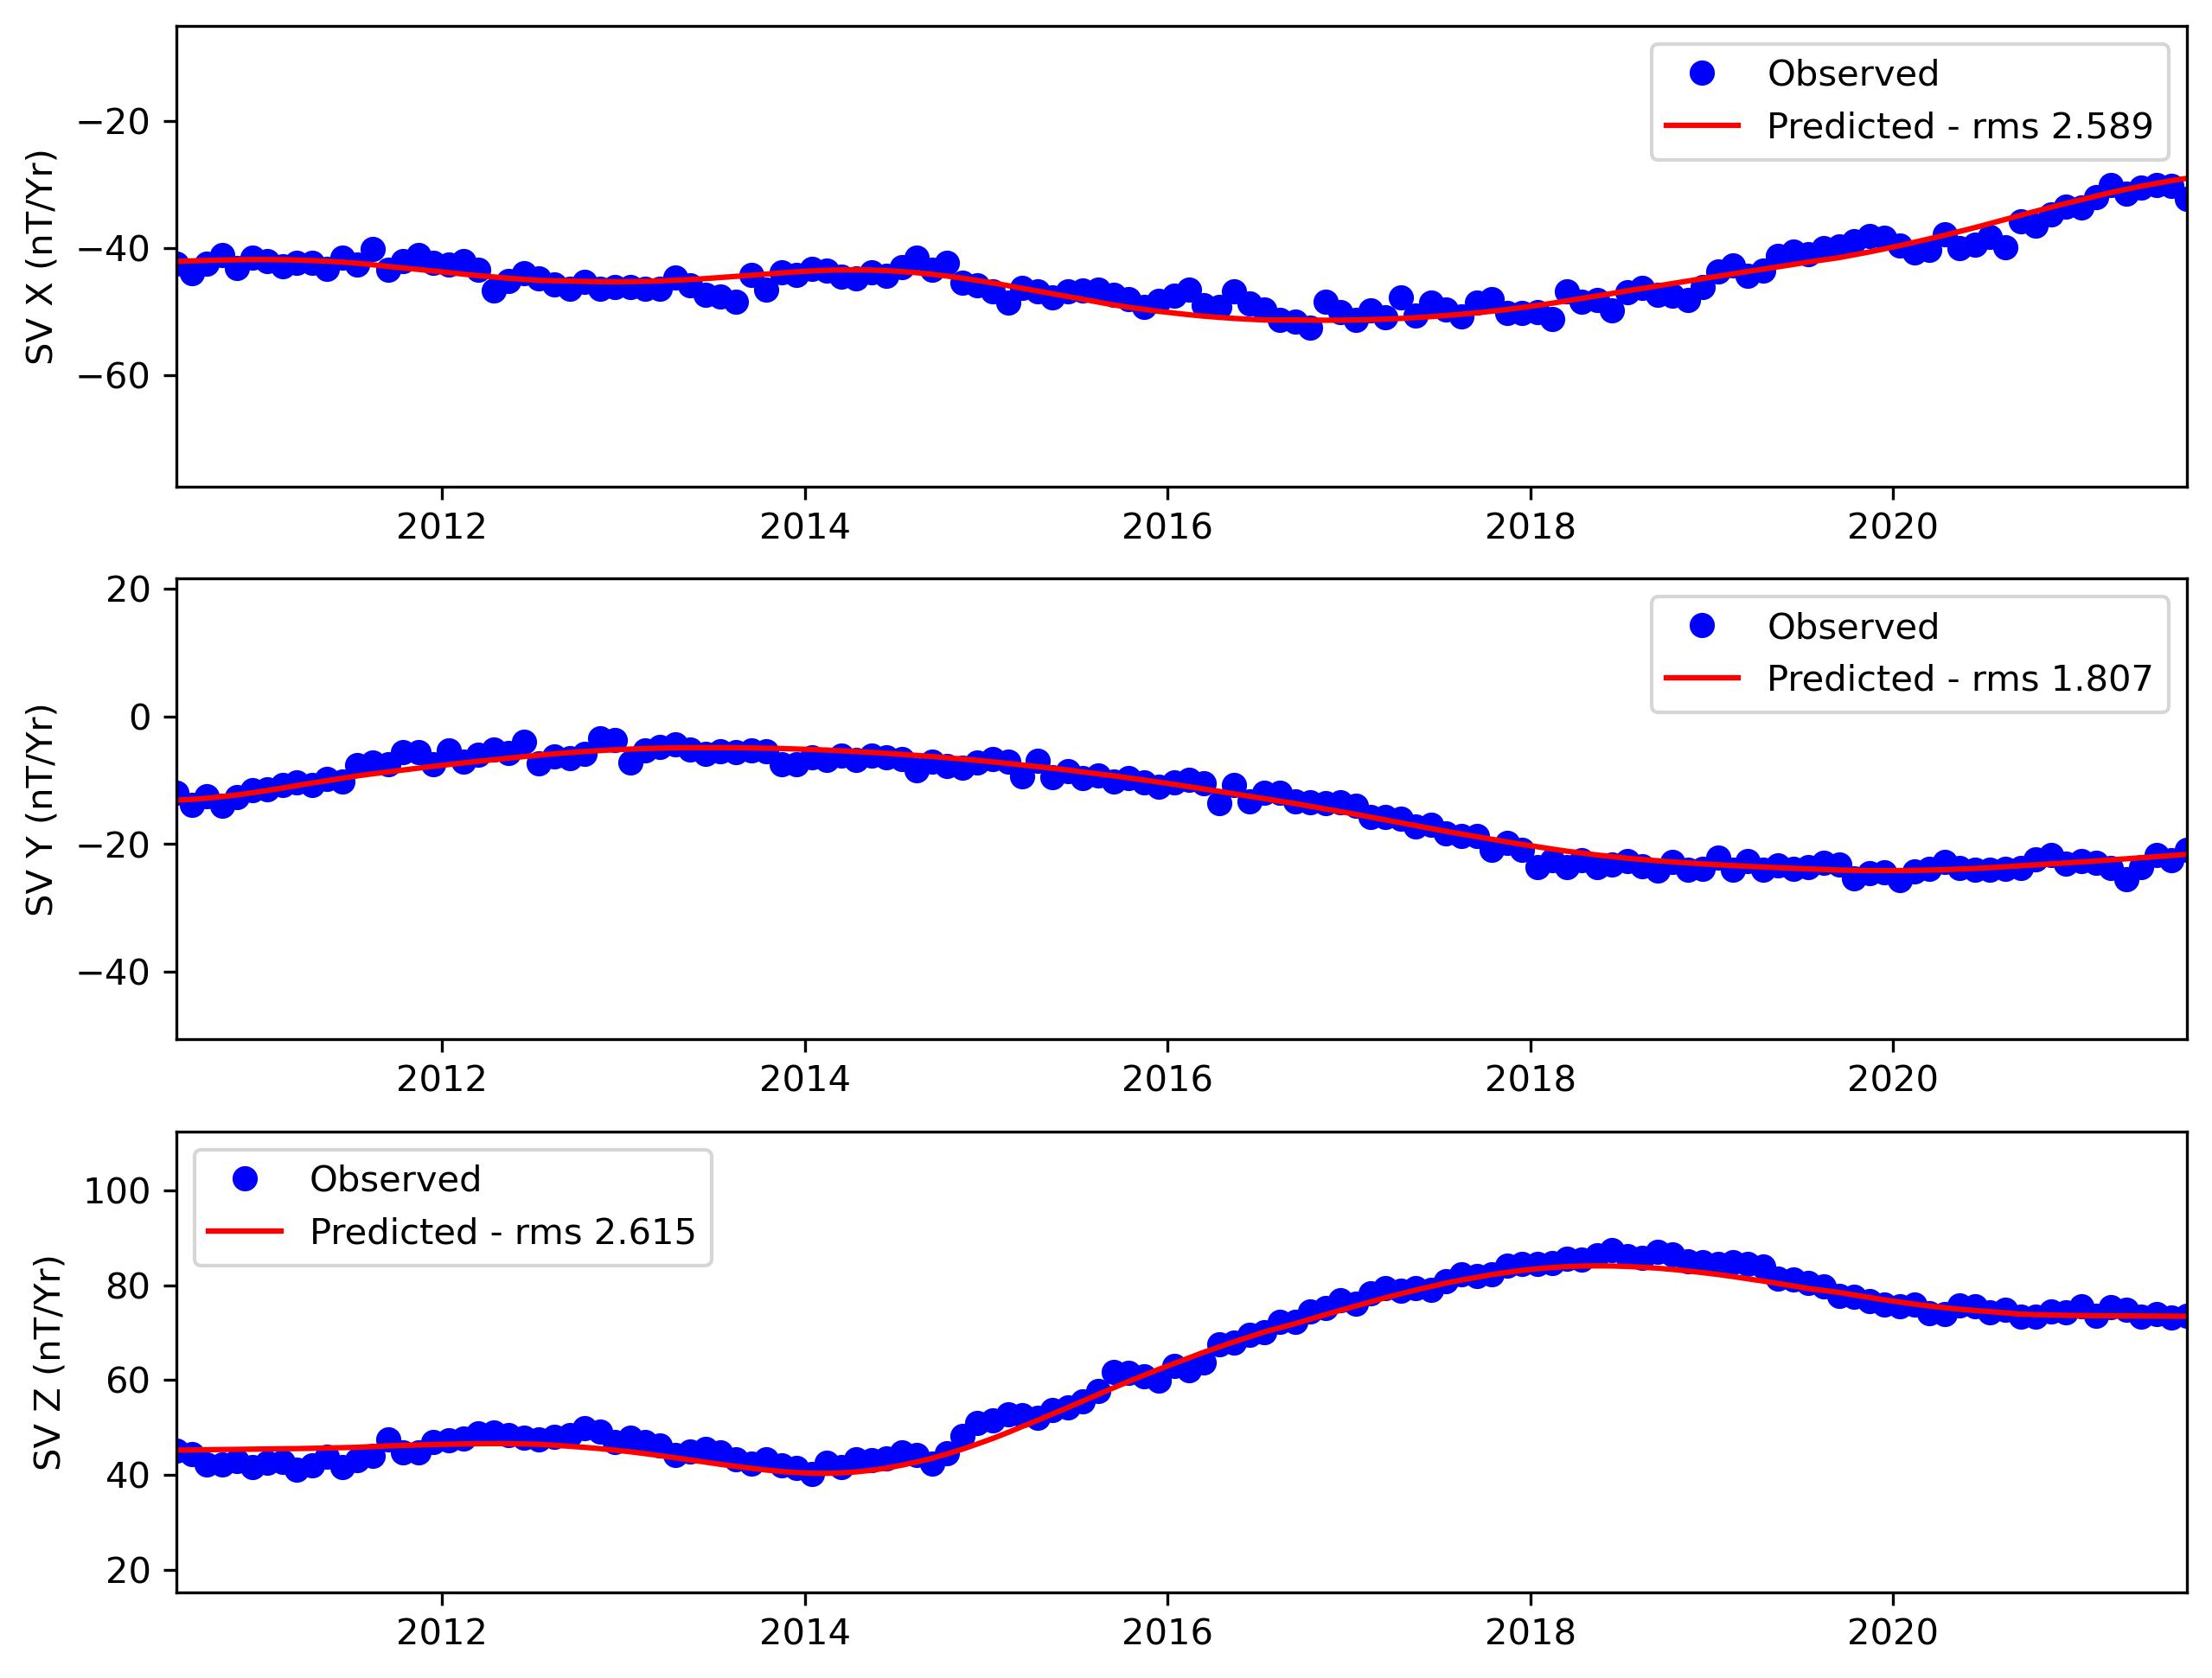 SV X (nT/Yr)
−20
−40
−60
Observed
Predicted - rms 2.589
2012 2014 2016 2018 2020
SV Y (nT/Yr)
20
0
−20
−40
Observed
Predicted - rms 1.807
2012 2014 2016 2018 2020
SV Z (nT/Yr)
100
80
60
40
20
Observed
Predicted - rms 2.615
2012 2014 2016 2018 2020